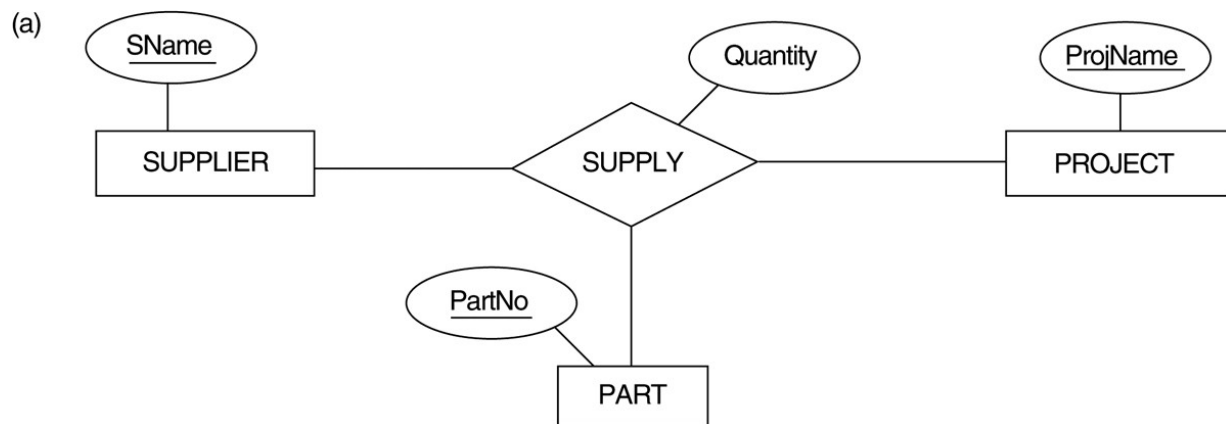 (a)
SName
Quantity
ProjName
SUPPLIER
SUPPLY
PROJECT
PartNo
PART